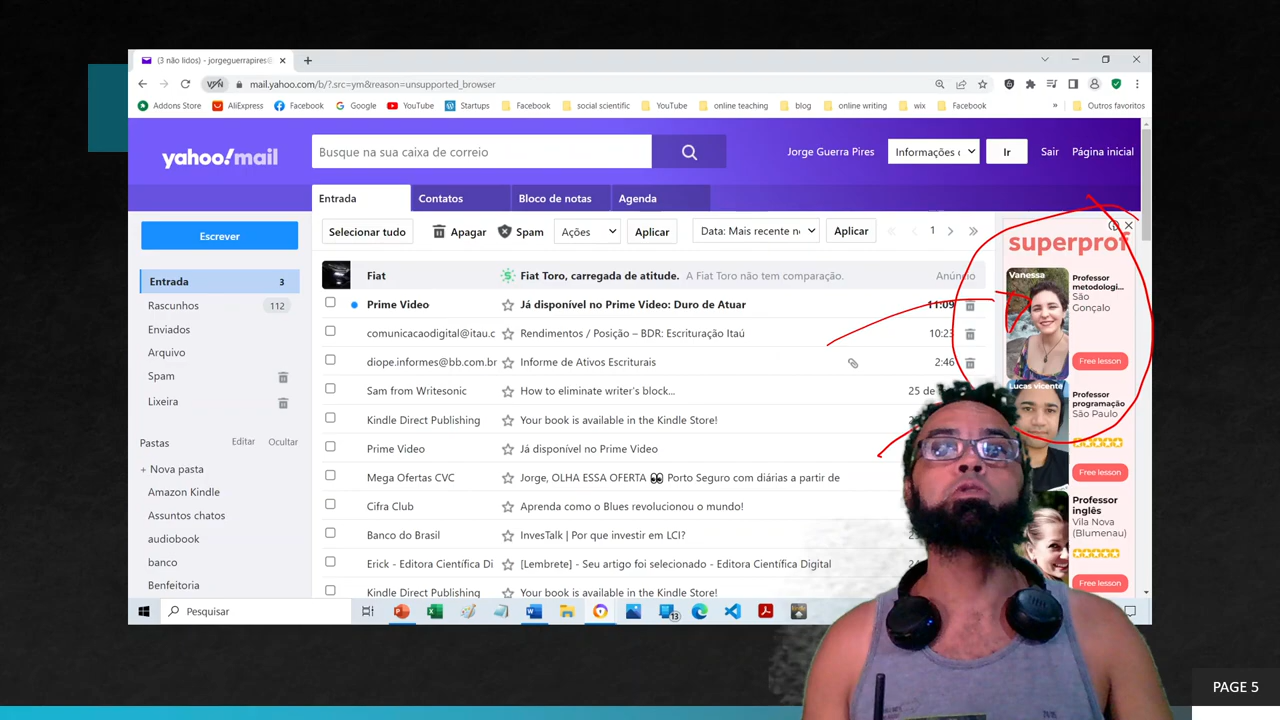 (3 não lidos) - jorgeguerrapires@
mail.yahoo.com/b/?.src=ym&reason=unsupported_browser
Addons Store AliExpress Facebook Google YouTube Startups Facebook social scientific YouTube online teaching blog online writing wix Facebook » Outros favoritos
yahoo!mail
Busque na sua caixa de correio
Jorge Guerra Pires
Informações
Ir
Sair
Página inicial
Entrada Contatos Bloco de notas Agenda
Escrever
Entrada 3
Rascunhos 112
Enviados
Arquivo
Spam
Lixeira
Pastas Editar Ocultar
+ Nova pasta
Amazon Kindle
Assuntos chatos
audiobook
banco
Benfeitoria
Selecionar tudo Apagar Spam Ações Aplicar Data: Mais recente n Aplicar 1
Fiat Fiat Toro, carregada de atitude. A Fiat Toro não tem comparação. Anúncio
Prime Video Já disponível no Prime Video: Duro de Atuar 11:09
comunicacaodigital@itau.c Rendimentos / Posição – BDR: Escrituração Itaú 10:23
diope.informes@bb.com.br Informe de Ativos Escriturais 2:46
Sam from Writesonic How to eliminate writer's block... 25 de
Kindle Direct Publishing Your book is available in the Kindle Store!
Prime Video Já disponível no Prime Video
Mega Ofertas CVC Jorge, OLHA ESSA OFERTA 👀 Porto Seguro com diárias a partir de
Cifra Club Aprenda como o Blues revolucionou o mundo!
Banco do Brasil InvesTalk | Por que investir em LCI?
Erick - Editora Científica Di [Lembrete] - Seu artigo foi selecionado - Editora Científica Digital
Kindle Direct Publishing Your book is available in the Kindle Store!
superprof
Vanessa
Professor
metodologi...
São
Gonçalo
Free lesson
Lucas vicente
Professor
programação
São Paulo
Free lesson
Professor
inglês
Vila Nova
(Blumenau)
Free lesson
Pesquisar
13
PAGE 5